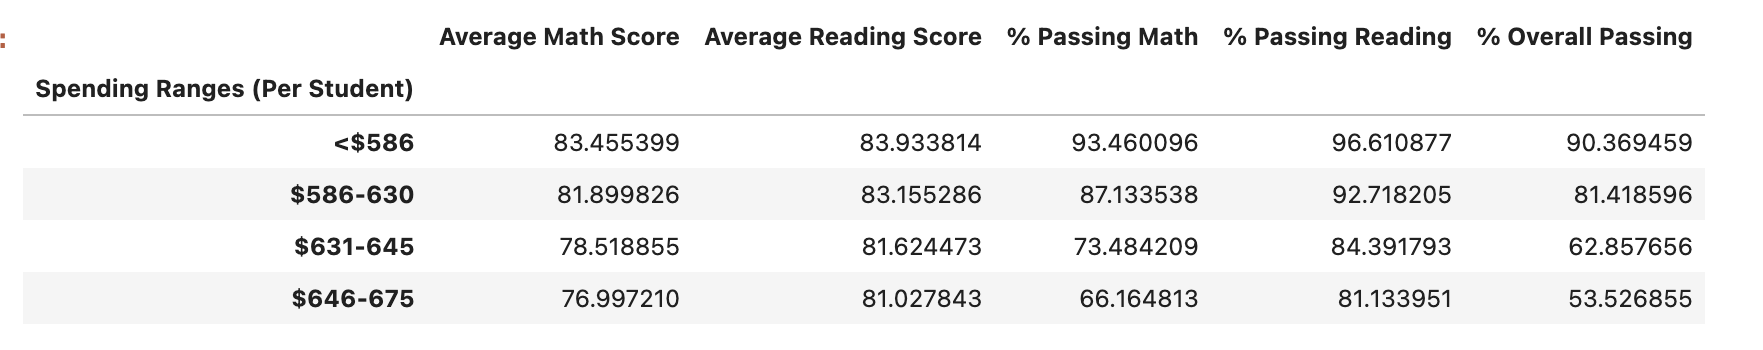 :
Average Math Score Average Reading Score % Passing Math % Passing Reading % Overall Passing
Spending Ranges (Per Student)
<$586 83.455399 83.933814 93.460096 96.610877 90.369459
$586-630 81.899826 83.155286 87.133538 92.718205 81.418596
$631-645 78.518855 81.624473 73.484209 84.391793 62.857656
$646-675 76.997210 81.027843 66.164813 81.133951 53.526855